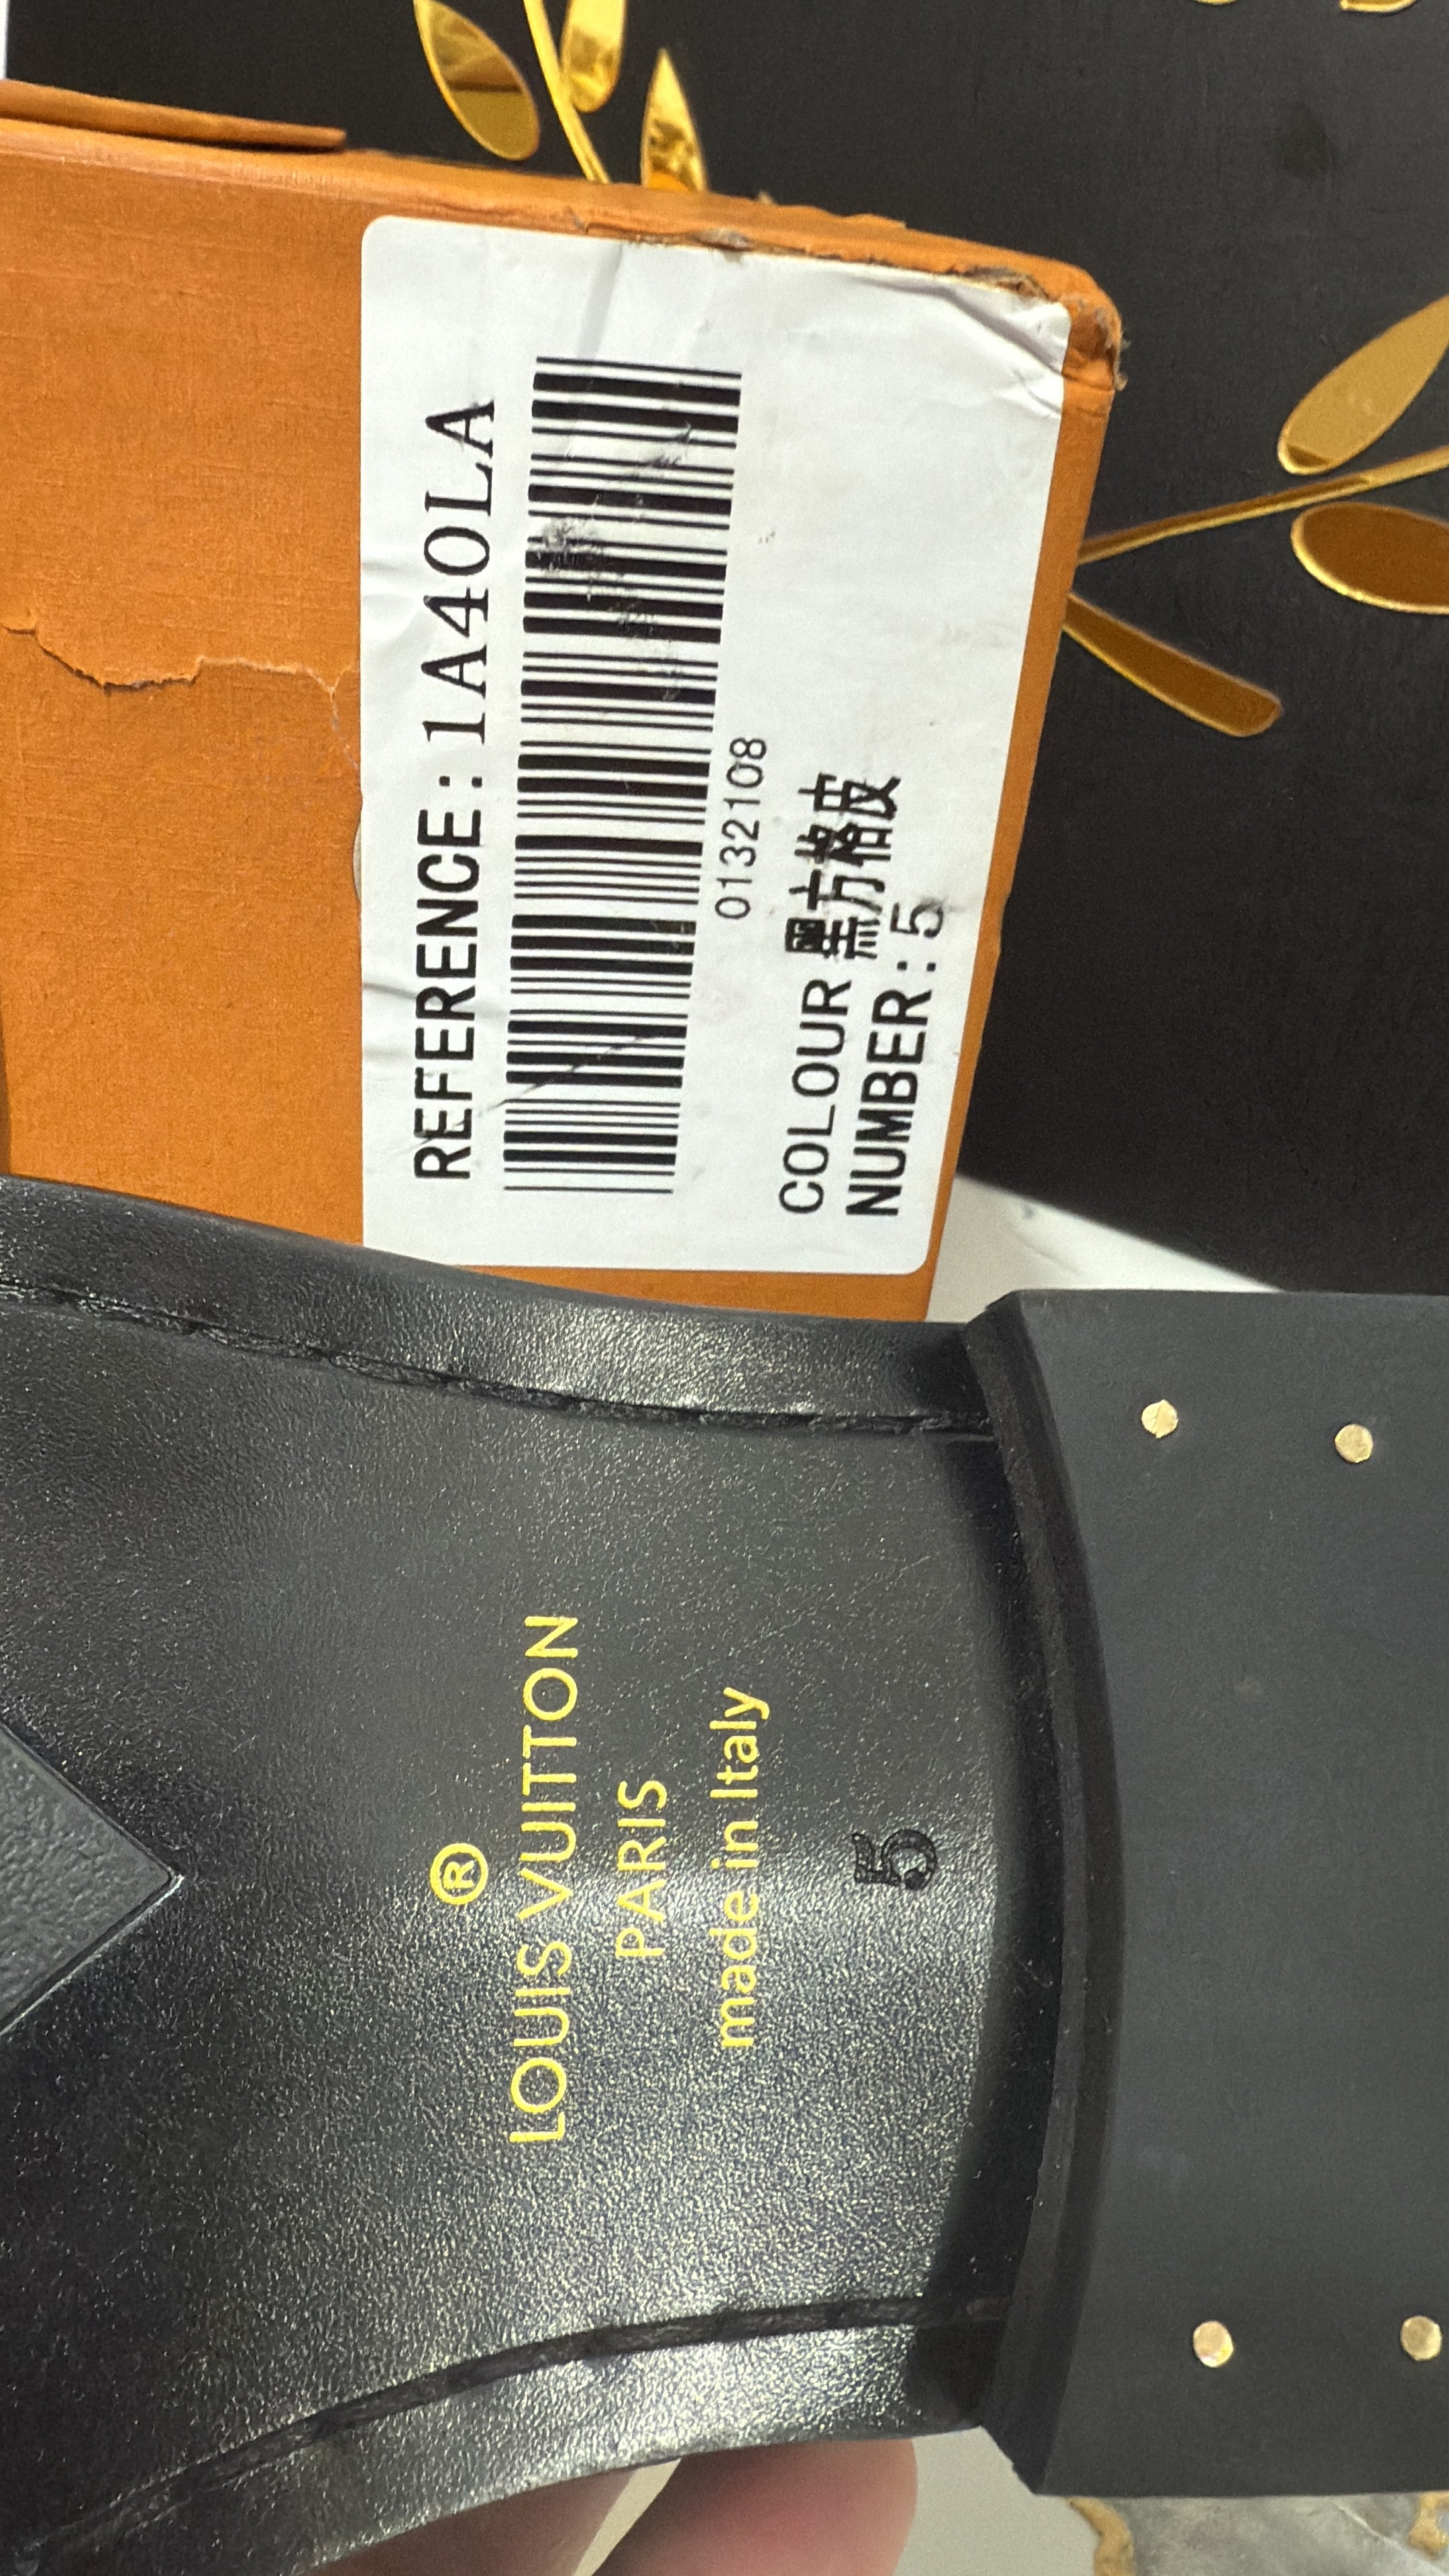 REFERENCE: 1A40LA
0132108
COLOUR 黑方格皮
NUMBER: 5
®
LOUIS VUITTON
PARIS
made in Italy
5